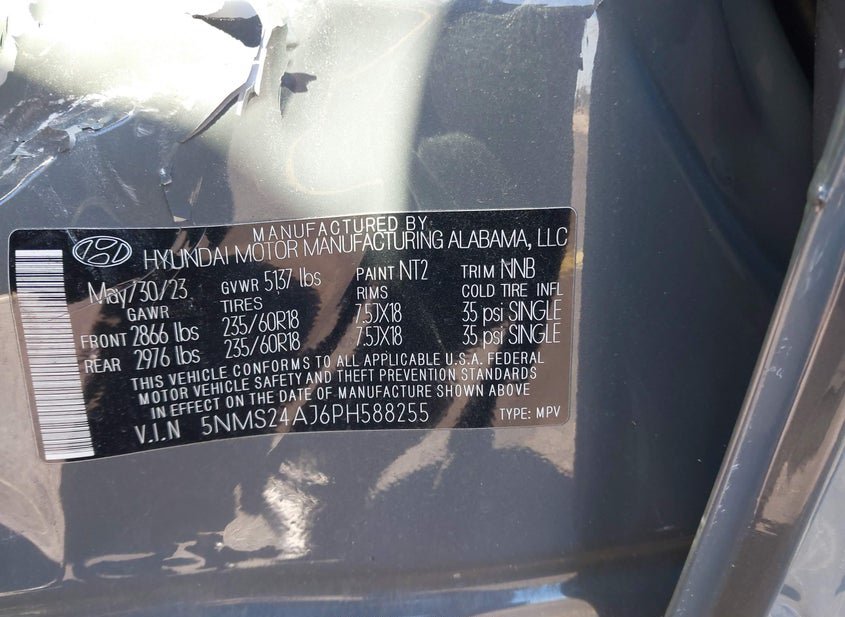 MANUFACTURED BY:
HYUNDAI MOTOR MANUFACTURING ALABAMA, LLC
May/30/23 GVWR 5137 lbs PAINT NT2 TRIM NNB
GAWR TIRES RIMS COLD TIRE INFL
FRONT 2866 lbs 235/60R18 7.5JX18 35 psi SINGLE
REAR 2976 lbs 235/60R18 7.5JX18 35 psi SINGLE
THIS VEHICLE CONFORMS TO ALL APPLICABLE U.S.A. FEDERAL
MOTOR VEHICLE SAFETY AND THEFT PREVENTION STANDARDS
IN EFFECT ON THE DATE OF MANUFACTURE SHOWN ABOVE
V.I.N 5NMS24AJ6PH588255 TYPE: MPV